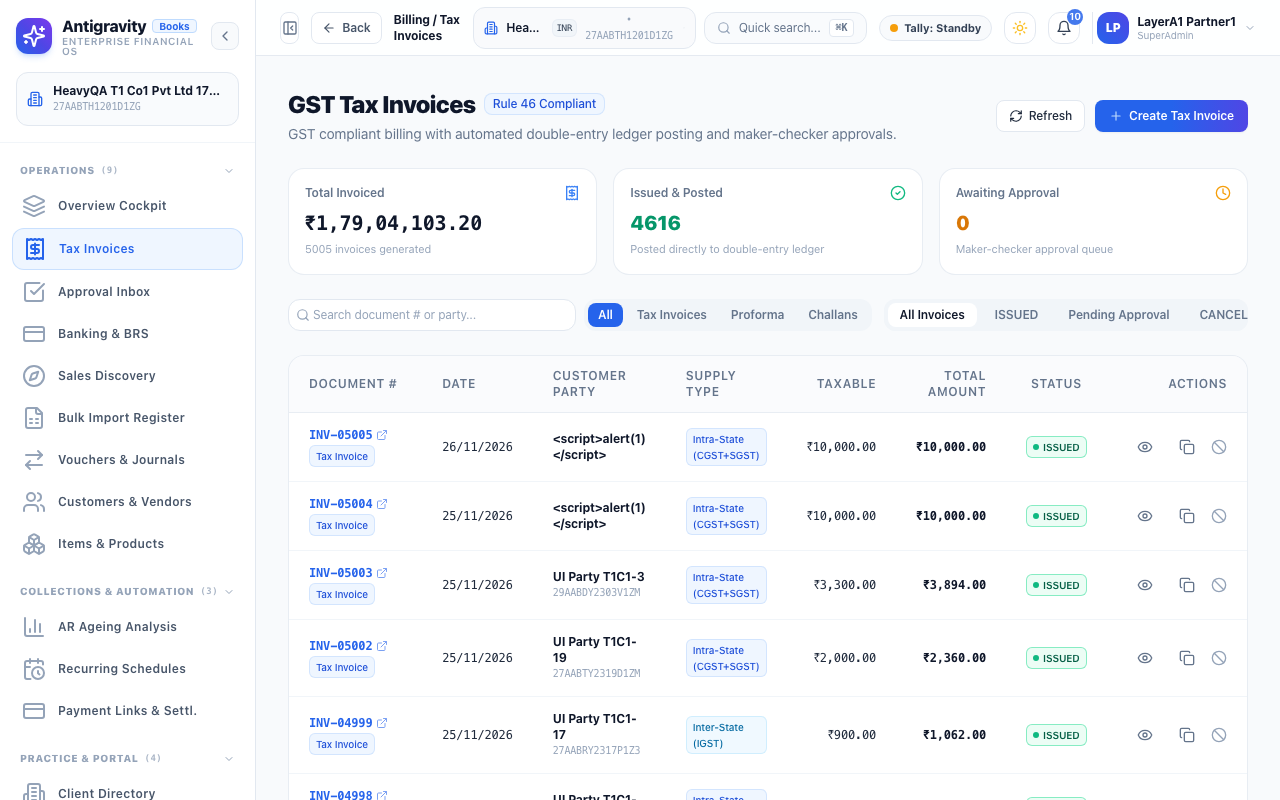 Antigravity Books
ENTERPRISE FINANCIAL OS
HeavyQA T1 Co1 Pvt Ltd 17...
27AABTH1201D1ZG
OPERATIONS (9)
Overview Cockpit
Tax Invoices
Approval Inbox
Banking & BRS
Sales Discovery
Bulk Import Register
Vouchers & Journals
Customers & Vendors
Items & Products
COLLECTIONS & AUTOMATION (3)
AR Ageing Analysis
Recurring Schedules
Payment Links & Settl.
PRACTICE & PORTAL (4)
Client Directory
Back
Billing / Tax Invoices
Hea... INR 27AABTH1201D1ZG
Quick search... ⌘K
Tally: Standby
10
LP
LayerA1 Partner1
SuperAdmin
GST Tax Invoices Rule 46 Compliant
GST compliant billing with automated double-entry ledger posting and maker-checker approvals.
Refresh
Create Tax Invoice
Total Invoiced
₹1,79,04,103.20
5005 invoices generated
Issued & Posted
4616
Posted directly to double-entry ledger
Awaiting Approval
0
Maker-checker approval queue
Search document # or party...
All Tax Invoices Proforma Challans
All Invoices ISSUED Pending Approval CANCEL
DOCUMENT # DATE CUSTOMER PARTY SUPPLY TYPE TAXABLE TOTAL AMOUNT STATUS ACTIONS
INV-05005 Tax Invoice 26/11/2026 <script>alert(1)</script> Intra-State (CGST+SGST) ₹10,000.00 ₹10,000.00 ISSUED
INV-05004 Tax Invoice 25/11/2026 <script>alert(1)</script> Intra-State (CGST+SGST) ₹10,000.00 ₹10,000.00 ISSUED
INV-05003 Tax Invoice 25/11/2026 UI Party T1C1-3 29AABDY2303V1ZM Intra-State (CGST+SGST) ₹3,300.00 ₹3,894.00 ISSUED
INV-05002 Tax Invoice 25/11/2026 UI Party T1C1-19 27AABTY2319D1ZM Intra-State (CGST+SGST) ₹2,000.00 ₹2,360.00 ISSUED
INV-04999 Tax Invoice 25/11/2026 UI Party T1C1-17 27AABRY2317P1Z3 Inter-State (IGST) ₹900.00 ₹1,062.00 ISSUED
INV-04998 UI Party T1C1- Intra-State